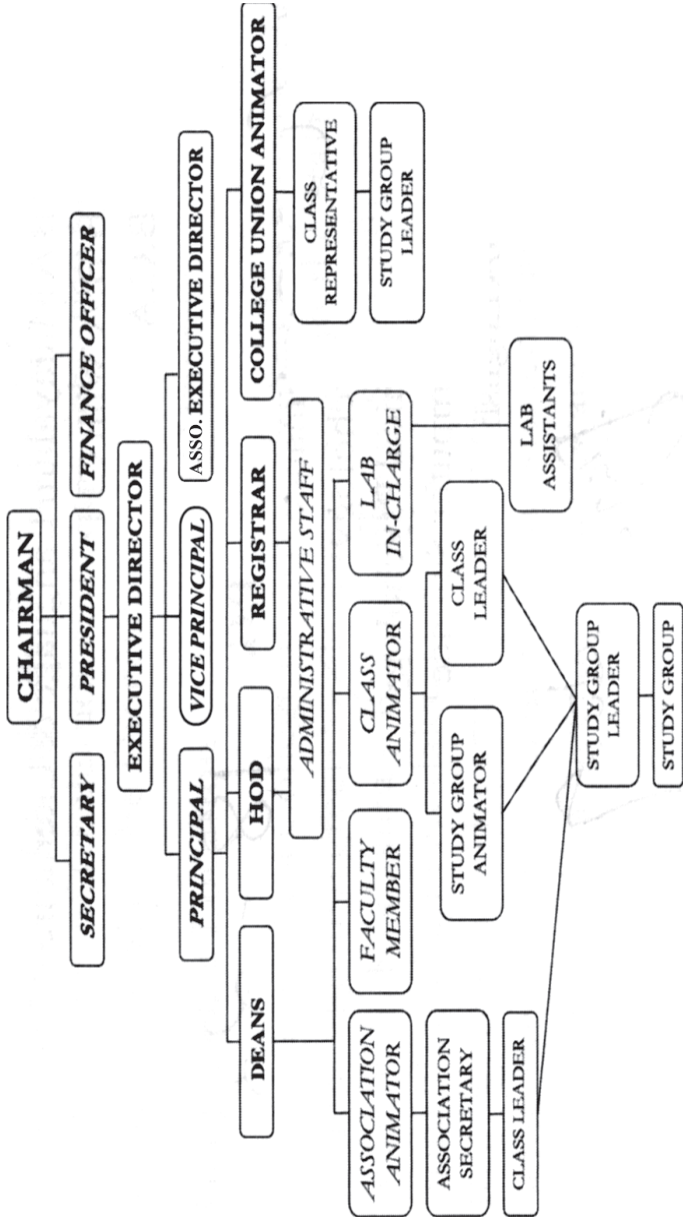 CHAIRMAN
SECRETARY
PRESIDENT
FINANCE OFFICER
EXECUTIVE DIRECTOR
PRINCIPAL
VICE PRINCIPAL
ASSO. EXECUTIVE DIRECTOR
DEANS
HOD
REGISTRAR
COLLEGE UNION ANIMATOR
ADMINISTRATIVE STAFF
CLASS
REPRESENTATIVE
ASSOCIATION
ANIMATOR
FACULTY
MEMBER
CLASS
ANIMATOR
LAB
IN-CHARGE
STUDY GROUP
LEADER
ASSOCIATION
SECRETARY
STUDY GROUP
ANIMATOR
CLASS
LEADER
CLASS LEADER
LAB
ASSISTANTS
STUDY GROUP
LEADER
STUDY GROUP